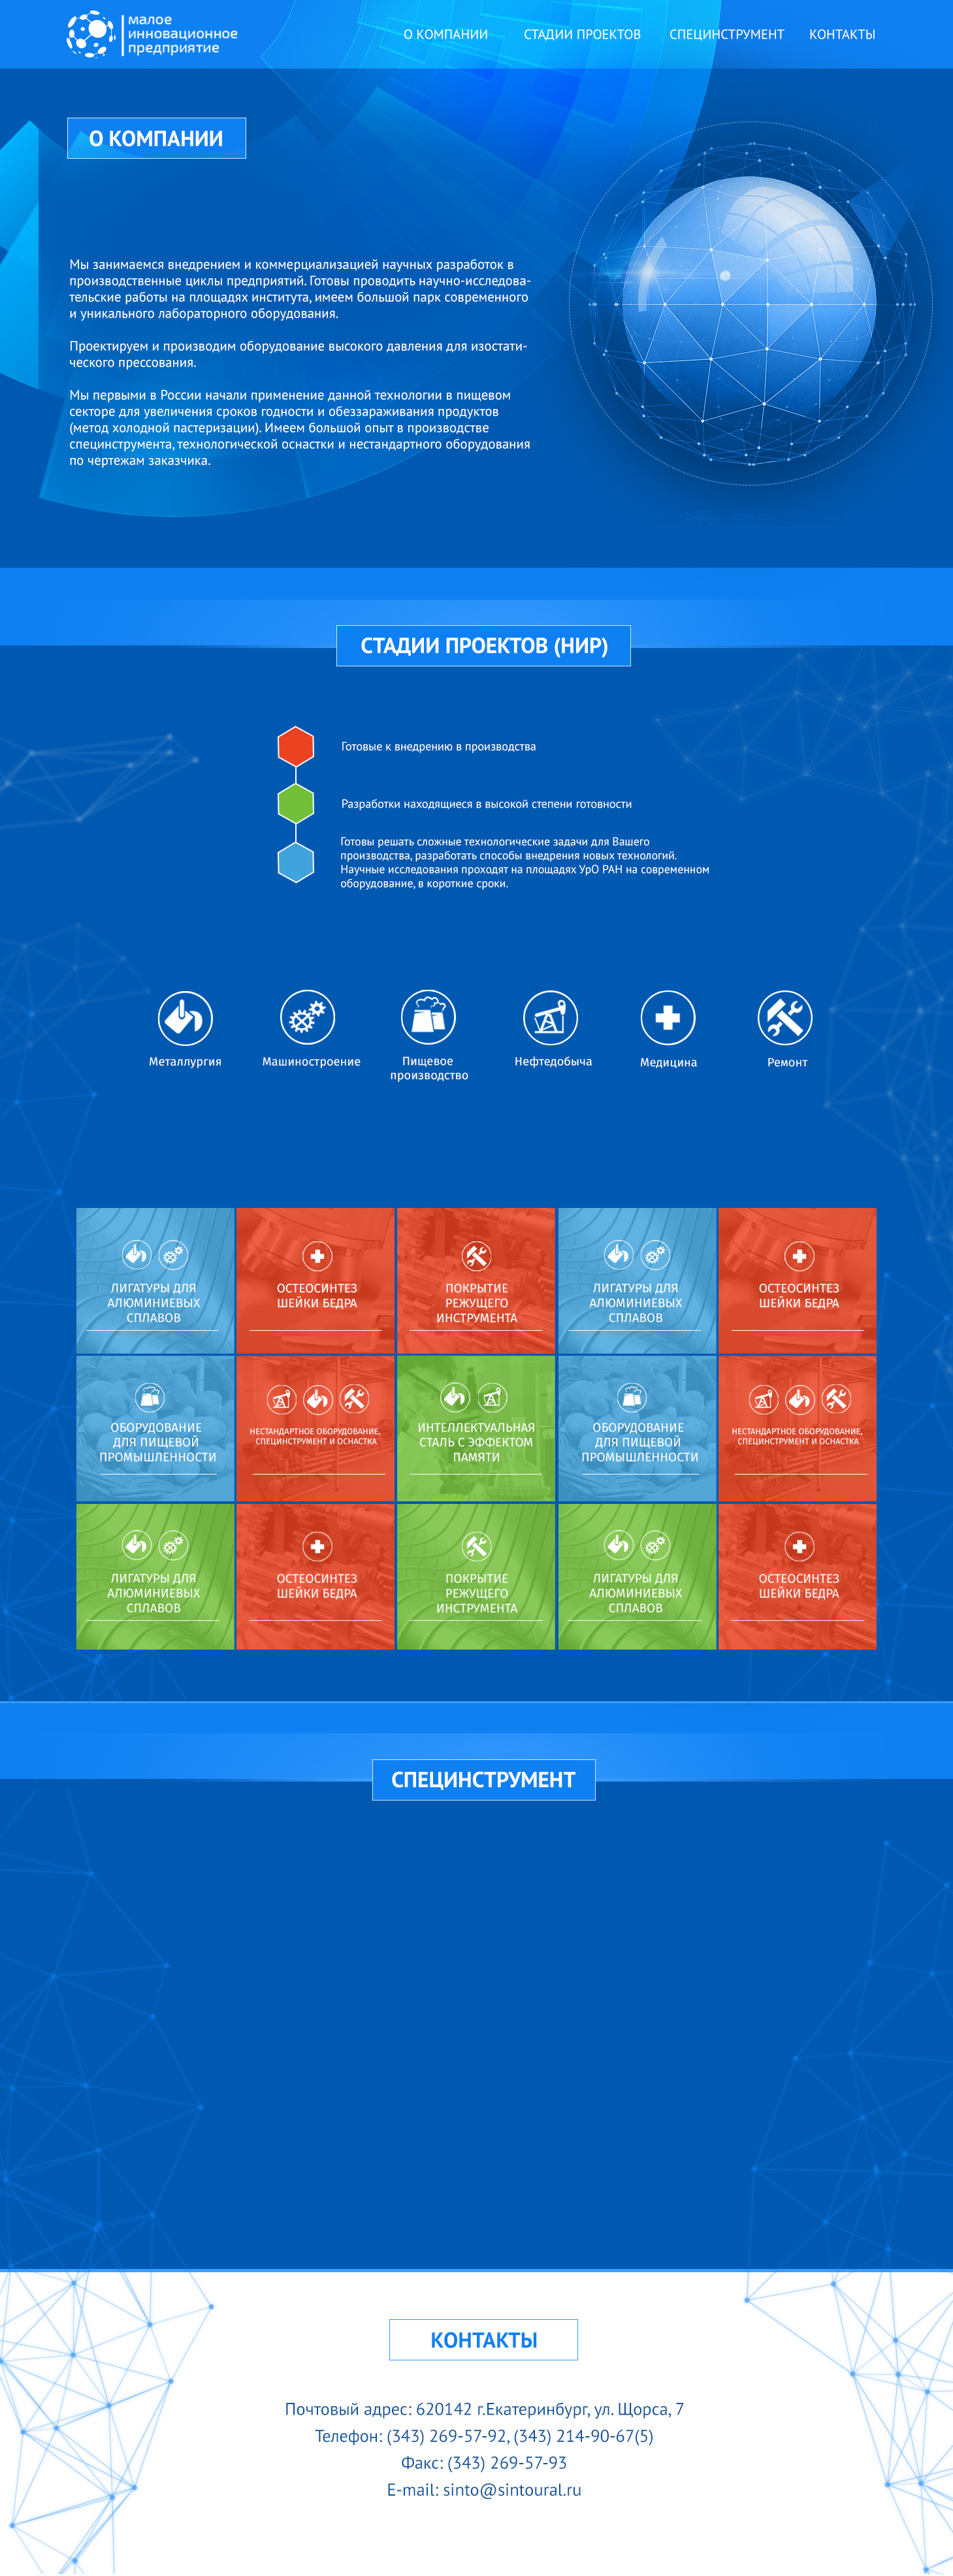 малое
инновационное
предприятие
О КОМПАНИИ СТАДИИ ПРОЕКТОВ СПЕЦИНСТРУМЕНТ КОНТАКТЫ
О КОМПАНИИ
Мы занимаемся внедрением и коммерциализацией научных разработок в
производственные циклы предприятий. Готовы проводить научно-исследова-
тельские работы на площадях института, имеем большой парк современного
и уникального лабораторного оборудования.
Проектируем и производим оборудование высокого давления для изостати-
ческого прессования.
Мы первыми в России начали применение данной технологии в пищевом
секторе для увеличения сроков годности и обеззараживания продуктов
(метод холодной пастеризации). Имеем большой опыт в производстве
специнструмента, технологической оснастки и нестандартного оборудования
по чертежам заказчика.
СТАДИИ ПРОЕКТОВ (НИР)
Готовые к внедрению в производства
Разработки находящиеся в высокой степени готовности
Готовы решать сложные технологические задачи для Вашего
производства, разработать способы внедрения новых технологий.
Научные исследования проходят на площадях УрО РАН на современном
оборудование, в короткие сроки.
Металлургия
Машиностроение
Пищевое
производство
Нефтедобыча
Медицина
Ремонт
ЛИГАТУРЫ ДЛЯ
АЛЮМИНИЕВЫХ
СПЛАВОВ
ОСТЕОСИНТЕЗ
ШЕЙКИ БЕДРА
ПОКРЫТИЕ
РЕЖУЩЕГО
ИНСТРУМЕНТА
ЛИГАТУРЫ ДЛЯ
АЛЮМИНИЕВЫХ
СПЛАВОВ
ОСТЕОСИНТЕЗ
ШЕЙКИ БЕДРА
ОБОРУДОВАНИЕ
ДЛЯ ПИЩЕВОЙ
ПРОМЫШЛЕННОСТИ
НЕСТАНДАРТНОЕ ОБОРУДОВАНИЕ,
СПЕЦИНСТРУМЕНТ И ОСНАСТКА
ИНТЕЛЛЕКТУАЛЬНАЯ
СТАЛЬ С ЭФФЕКТОМ
ПАМЯТИ
ОБОРУДОВАНИЕ
ДЛЯ ПИЩЕВОЙ
ПРОМЫШЛЕННОСТИ
НЕСТАНДАРТНОЕ ОБОРУДОВАНИЕ,
СПЕЦИНСТРУМЕНТ И ОСНАСТКА
ЛИГАТУРЫ ДЛЯ
АЛЮМИНИЕВЫХ
СПЛАВОВ
ОСТЕОСИНТЕЗ
ШЕЙКИ БЕДРА
ПОКРЫТИЕ
РЕЖУЩЕГО
ИНСТРУМЕНТА
ЛИГАТУРЫ ДЛЯ
АЛЮМИНИЕВЫХ
СПЛАВОВ
ОСТЕОСИНТЕЗ
ШЕЙКИ БЕДРА
СПЕЦИНСТРУМЕНТ
КОНТАКТЫ
Почтовый адрес: 620142 г.Екатеринбург, ул. Щорса, 7
Телефон: (343) 269-57-92, (343) 214-90-67(5)
Факс: (343) 269-57-93
E-mail: sinto@sintoural.ru